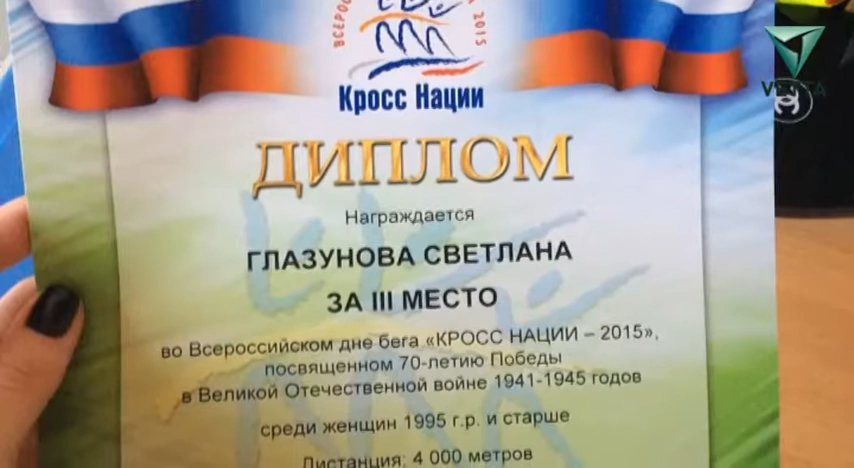 2015
Кросс Нации
ДИПЛОМ
Награждается
ГЛАЗУНОВА СВЕТЛАНА
ЗА III МЕСТО
во Всероссийском дне бега «КРОСС НАЦИИ – 2015»,
посвященном 70-летию Победы
в Великой Отечественной войне 1941-1945 годов
среди женщин 1995 г.р. и старше
Дистанция: 4 000 метров